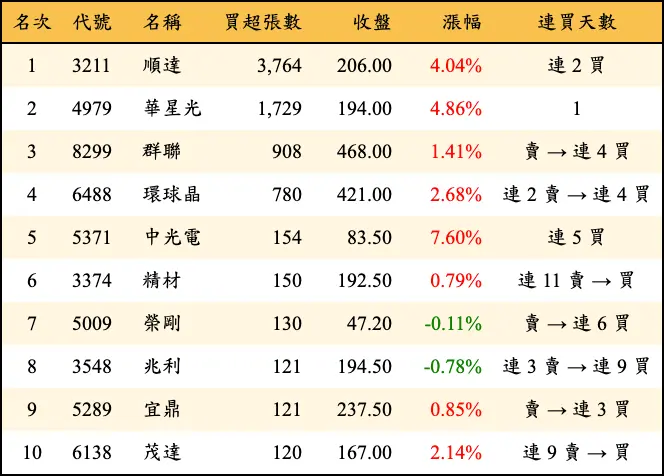 名次 代號 名稱 買超張數 收盤 漲幅 連買天數
1 3211 順達 3,764 206.00 4.04% 連 2 買
2 4979 華星光 1,729 194.00 4.86% 1
3 8299 群聯 908 468.00 1.41% 賣 → 連 4 買
4 6488 環球晶 780 421.00 2.68% 連 2 賣 → 連 4 買
5 5371 中光電 154 83.50 7.60% 連 5 買
6 3374 精材 150 192.50 0.79% 連 11 賣 → 買
7 5009 榮剛 130 47.20 -0.11% 賣 → 連 6 買
8 3548 兆利 121 194.50 -0.78% 連 3 賣 → 連 9 買
9 5289 宜鼎 121 237.50 0.85% 賣 → 連 3 買
10 6138 茂達 120 167.00 2.14% 連 9 賣 → 買